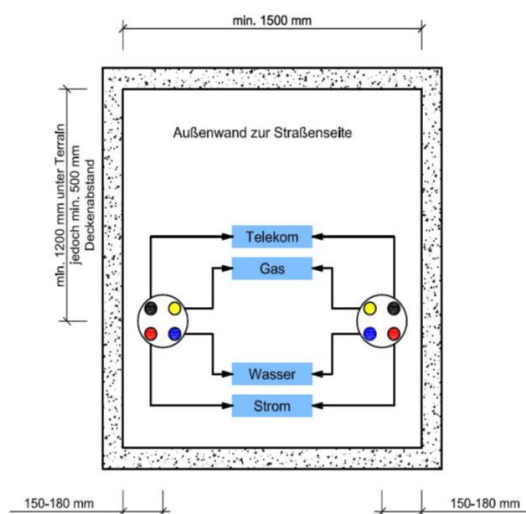 min. 1500 mm
min. 1200 mm unter Terrain
jedoch min. 500 mm
Deckenabstand
Außenwand zur Straßenseite
Telekom
Gas
Wasser
Strom
150-180 mm
150-180 mm